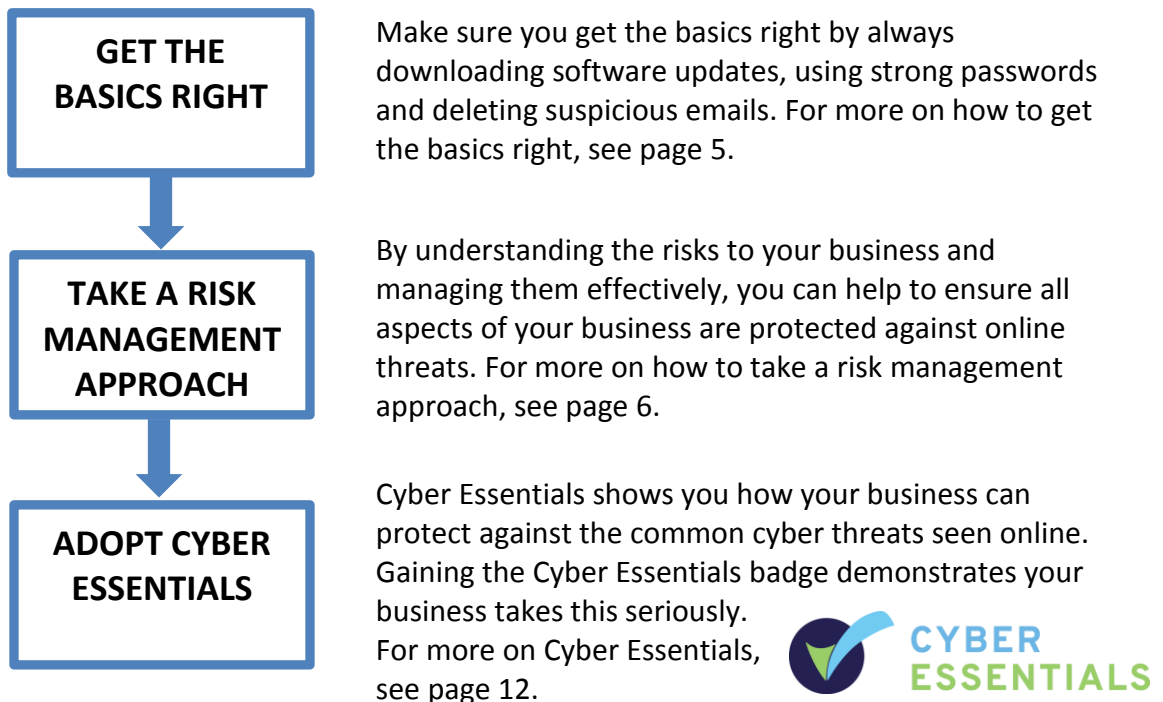 GET THE
BASICS RIGHT
Make sure you get the basics right by always
downloading software updates, using strong passwords
and deleting suspicious emails. For more on how to get
the basics right, see page 5.
TAKE A RISK
MANAGEMENT
APPROACH
By understanding the risks to your business and
managing them effectively, you can help to ensure all
aspects of your business are protected against online
threats. For more on how to take a risk management
approach, see page 6.
ADOPT CYBER
ESSENTIALS
Cyber Essentials shows you how your business can
protect against the common cyber threats seen online.
Gaining the Cyber Essentials badge demonstrates your
business takes this seriously.
For more on Cyber Essentials,
see page 12.
CYBER
ESSENTIALS